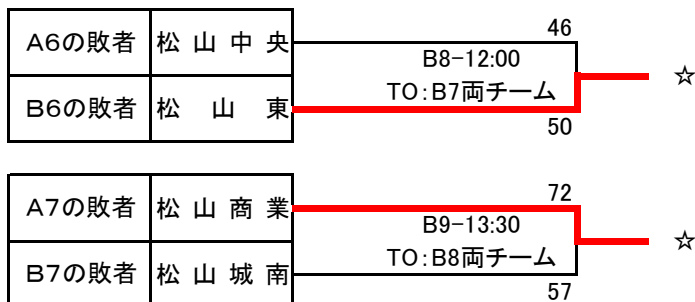 46
A6の敗者 松山中央
B8-12:00
☆
TO:B7両チーム
B6の敗者 松山東
50
72
A7の敗者 松山商業
B9-13:30
☆
TO:B8両チーム
B7の敗者 松山城南
57